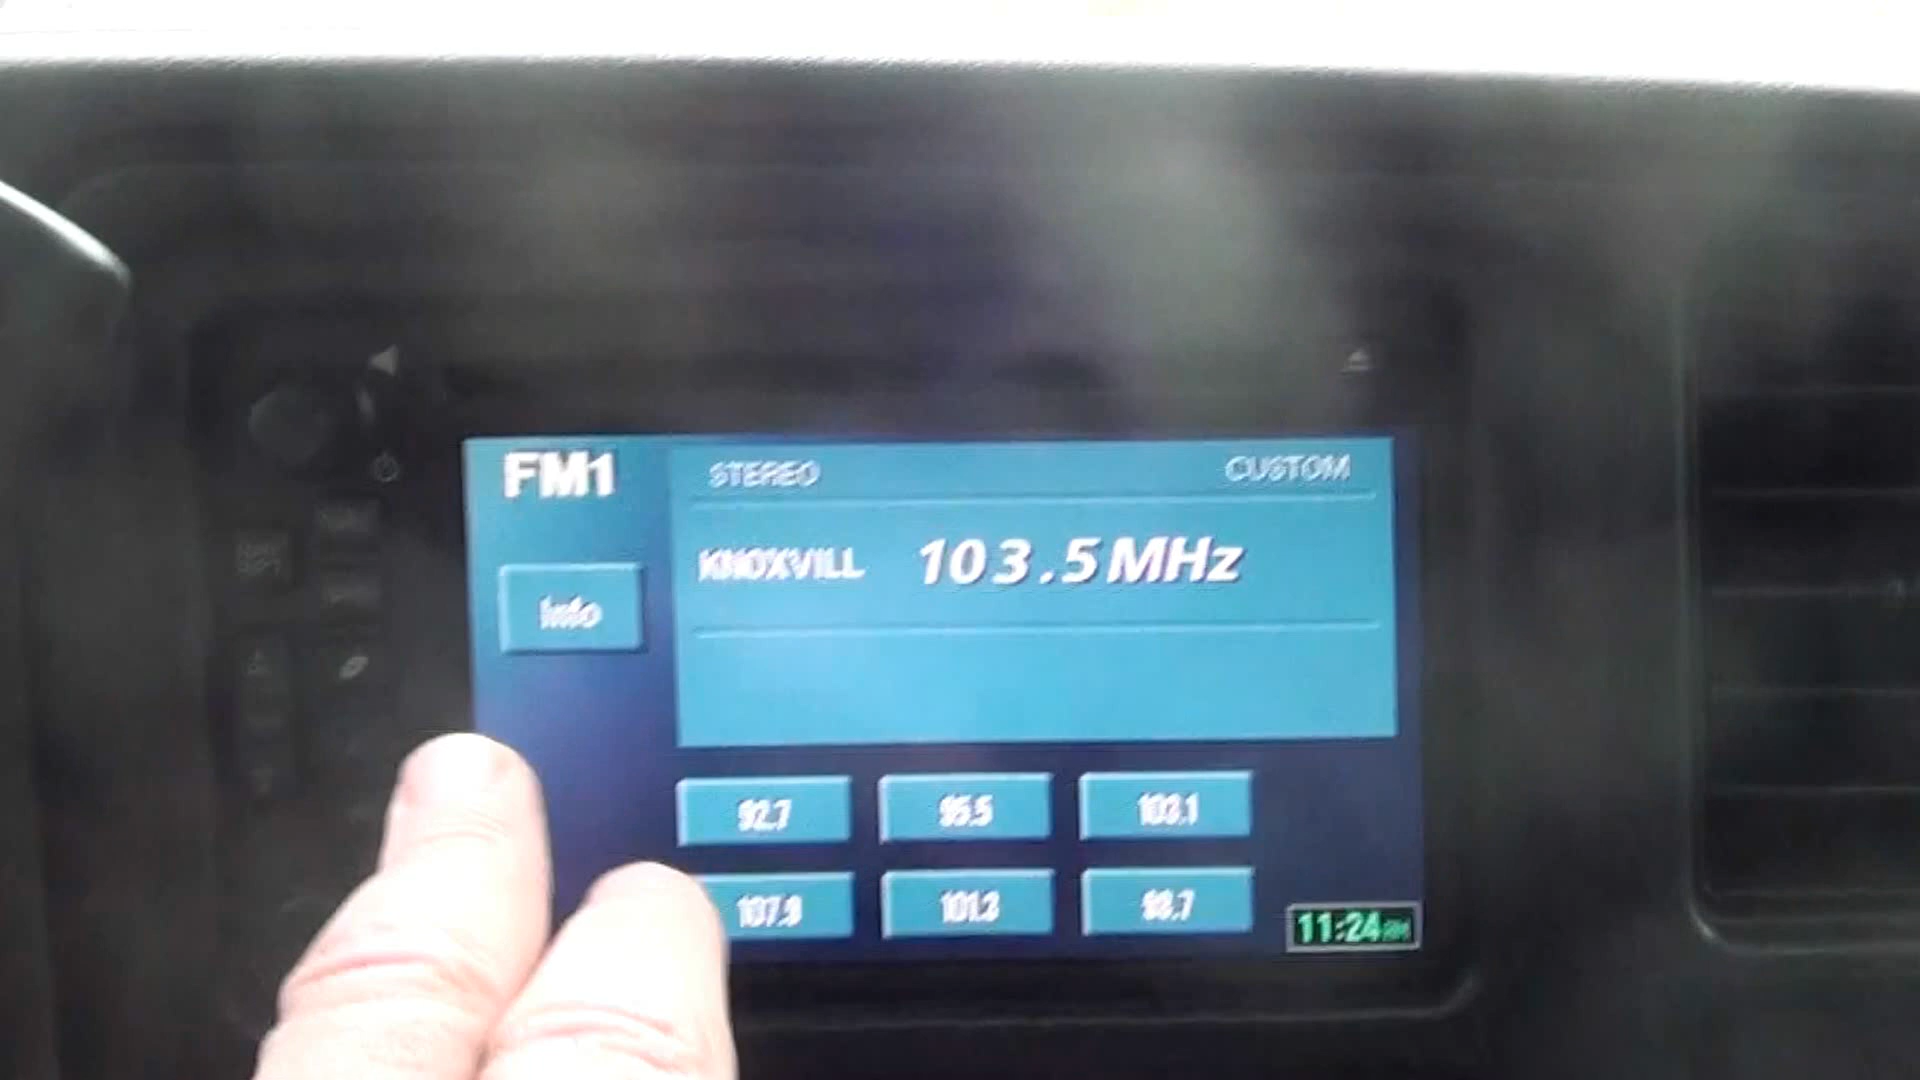 FM1
STEREO CUSTOM
KNOXVILL 103.5MHz
Info
92.7 95.5 103.1
107.9 101.3 98.7
11:24